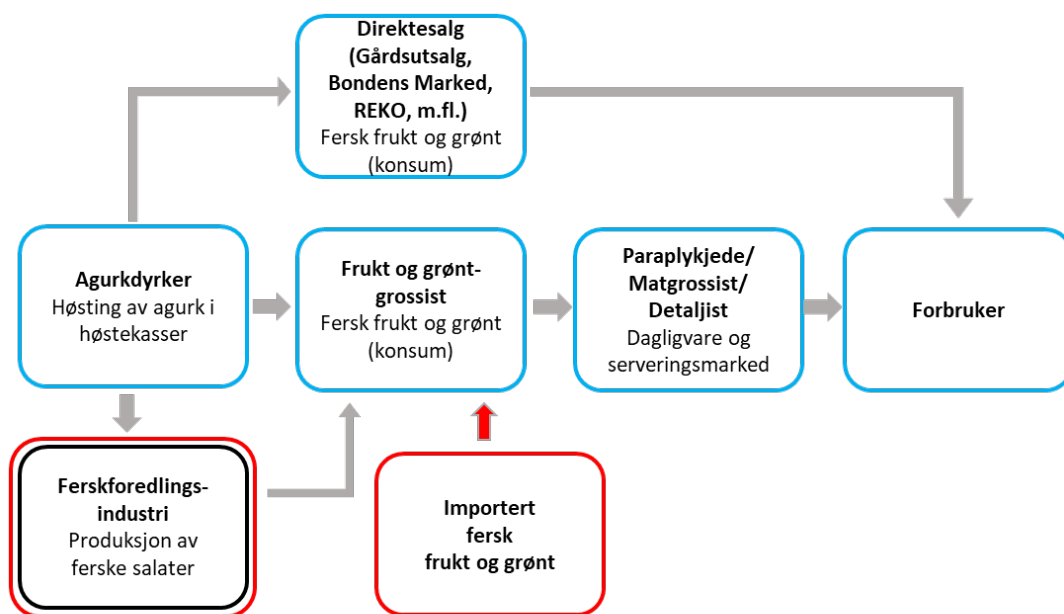 Direktesalg
(Gårdsutsalg,
Bondens Marked,
REKO, m.fl.)
Fersk frukt og grønt
(konsum)
Agurkdyrker
Høsting av agurk i
høstekasser
Frukt og grønt-
grossist
Fersk frukt og grønt
(konsum)
Paraplykjede/
Matgrossist/
Detaljist
Dagligvare og
serveringsmarked
Forbruker
Ferskforedlings-
industri
Produksjon av
ferske salater
Importert
fersk
frukt og grønt